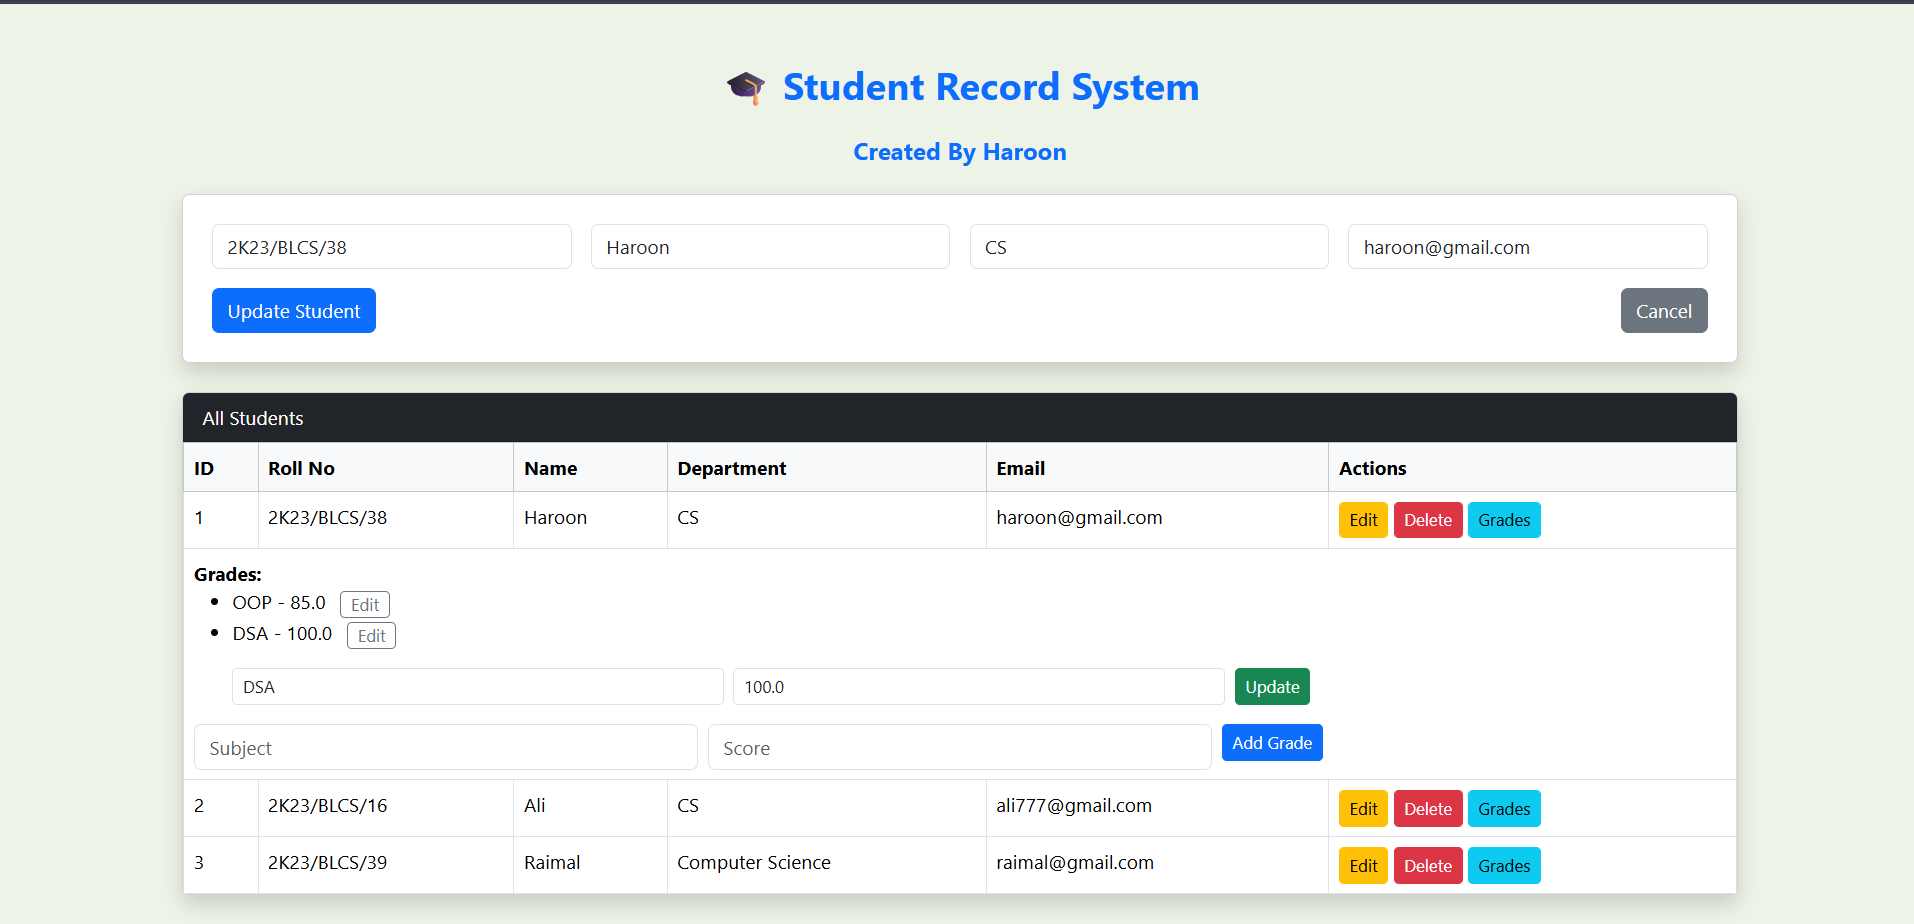 🎓 Student Record System
Created By Haroon
2K23/BLCS/38 Haroon CS haroon@gmail.com
Update Student Cancel
All Students
ID Roll No Name Department Email Actions
1 2K23/BLCS/38 Haroon CS haroon@gmail.com Edit Delete Grades
Grades:
• OOP - 85.0 Edit
• DSA - 100.0 Edit
DSA 100.0 Update
Subject Score Add Grade
2 2K23/BLCS/16 Ali CS ali777@gmail.com Edit Delete Grades
3 2K23/BLCS/39 Raimal Computer Science raimal@gmail.com Edit Delete Grades